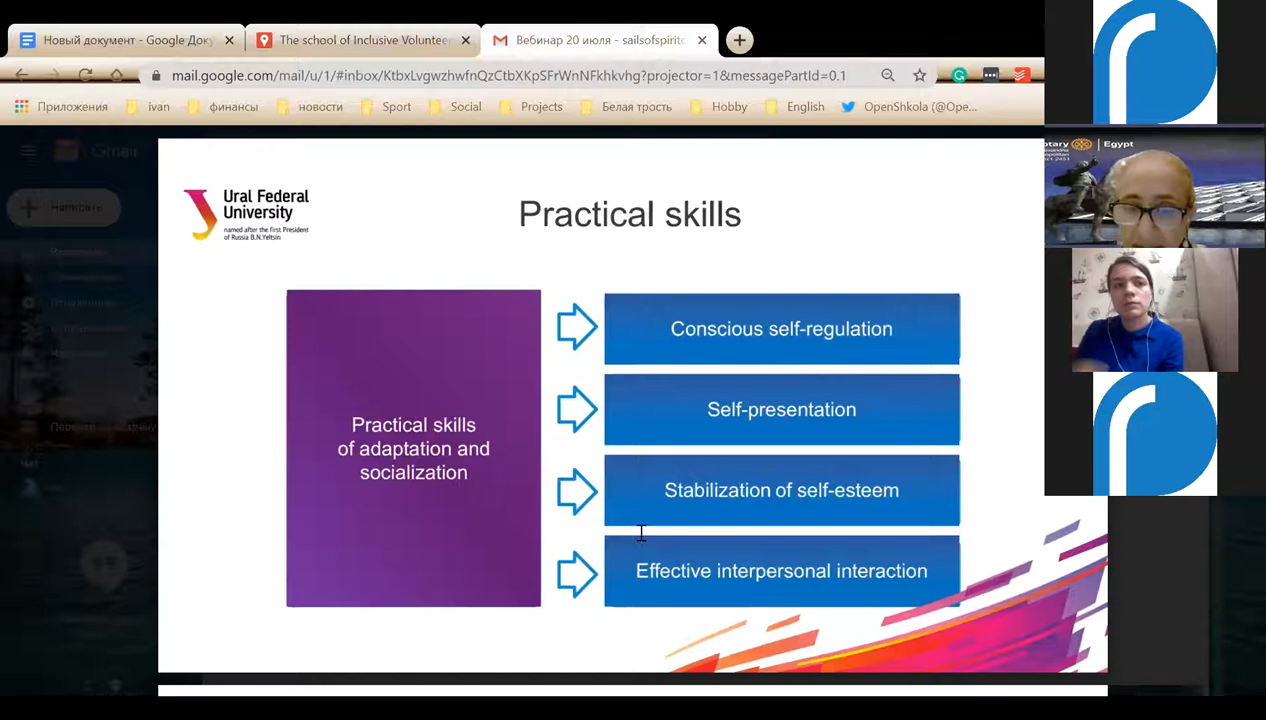 Новый документ - Google Доку
The school of Inclusive Voluntee
Вебинар 20 июля - sailsofspirit
mail.google.com/mail/u/1/#inbox/KtbxLvgwzhwfnQzCtbXKpSFrWnNFkhkvhg?projector=1&messagePartId=0.1
Приложения
ivan
финансы
новости
Sport
Social
Projects
Белая трость
Hobby
English
OpenShkola (@Ope...
Gmail
Написать
Ural Federal
University
named after the first President
of Russia B.N.Yeltsin
Practical skills
Practical skills
of adaptation and
socialization
Conscious self-regulation
Self-presentation
Stabilization of self-esteem
Effective interpersonal interaction
otary
Egypt